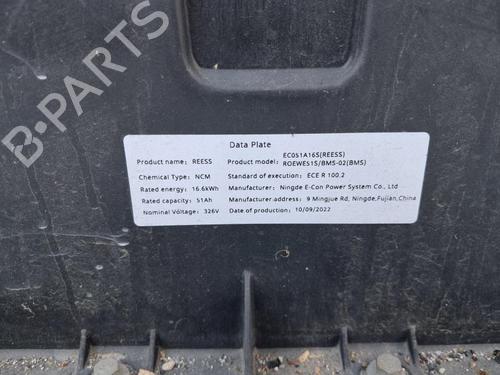 B-PARTS
Data Plate
Product name: REESS Product model: EC051A16S(REESS)
ROEWES15/BMS-02(BMS)
Chemical Type: NCM Standard of execution: ECE R 100.2
Rated energy: 16.6kWh Manufacturer: Ningde E-Con Power System Co., Ltd
Rated capacity: 51Ah Manufacturer address: 9 Mingjue Rd, Ningde,Fujian,China
Nominal Voltage: 326V Date of production: 10/09/2022